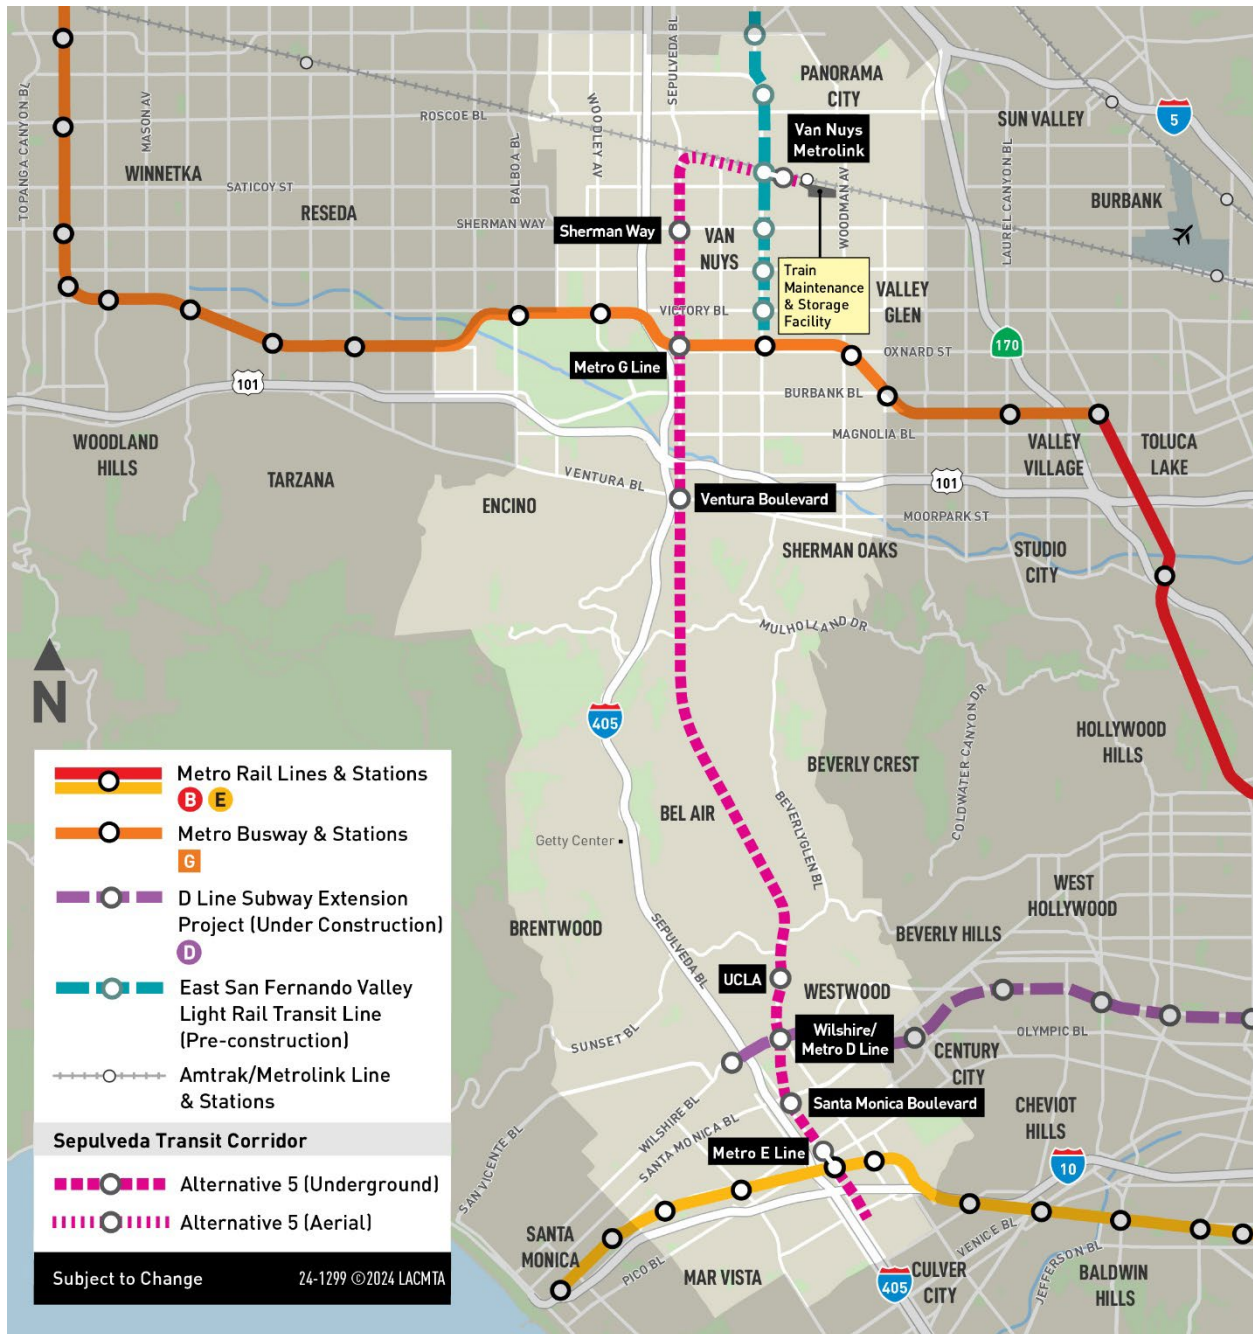 TOPANGA CANYON BL
MASON AV
WINNETKA
SATICOY ST
RESEDA
ROSCOE BL
BALBOA BL
SHERMAN WAY
WOODLEY AV
SEPULVEDA BL
PANORAMA
CITY
Van Nuys
Metrolink
WOODMAN AV
SUN VALLEY
LAUREL CANYON BL
5
BURBANK
Sherman Way
VAN
NUYS
Train
Maintenance
& Storage
Facility
VALLEY
GLEN
VICTORY BL
170
OXNARD ST
Metro G Line
101
BURBANK BL
MAGNOLIA BL
WOODLAND
HILLS
TARZANA
VENTURA BL
ENCINO
Ventura Boulevard
VALLEY
VILLAGE
TOLUCA
LAKE
101
MOORPARK ST
SHERMAN OAKS
STUDIO
CITY
MULHOLLAND DR
N
405
COLDWATER CANYON DR
HOLLYWOOD
HILLS
BEVERLY CREST
BEL AIR
BEVERLYGLEN BL
Getty Center
WEST
HOLLYWOOD
BRENTWOOD
SEPULVEDA BL
BEVERLY HILLS
UCLA
WESTWOOD
SUNSET BL
Wilshire/
Metro D Line
OLYMPIC BL
CENTURY
CITY
Santa Monica Boulevard
CHEVIOT
HILLS
WILSHIRE BL
SANTA MONICA BL
SAN VICENTE BL
Metro E Line
10
SANTA
MONICA
PICO BL
MAR VISTA
VENICE BL
JEFFERSON BL
405
CULVER
CITY
BALDWIN
HILLS
Metro Rail Lines & Stations
B E
Metro Busway & Stations
G
D Line Subway Extension
Project (Under Construction)
D
East San Fernando Valley
Light Rail Transit Line
(Pre-construction)
Amtrak/Metrolink Line
& Stations
Sepulveda Transit Corridor
Alternative 5 (Underground)
Alternative 5 (Aerial)
Subject to Change 24-1299 ©2024 LACMTA